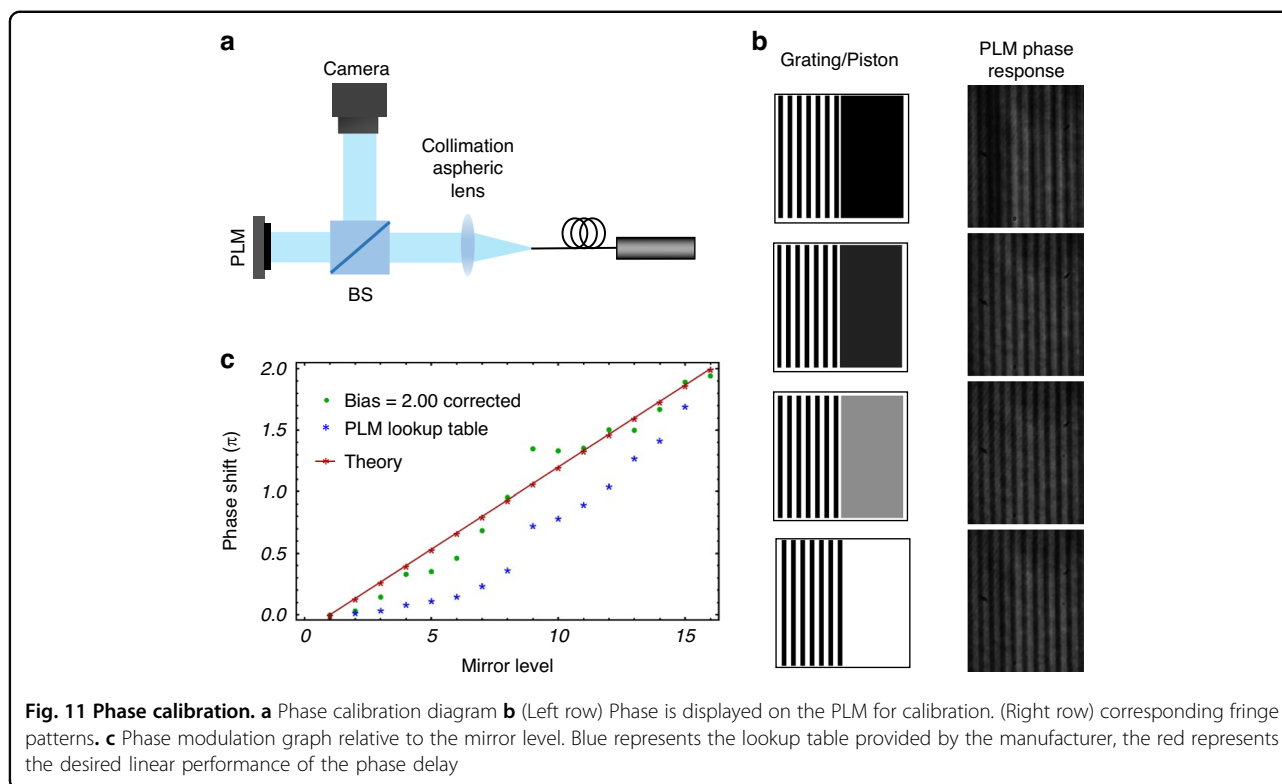 a
Camera
Collimation
aspheric
lens
PLM
BS
b
Grating/Piston
PLM phase
response
c
2.0
1.5
1.0
0.5
0.0
Phase shift (π)
Bias = 2.00 corrected
PLM lookup table
Theory
0
5
10
15
Mirror level
Fig. 11 Phase calibration. a Phase calibration diagram b (Left row) Phase is displayed on the PLM for calibration. (Right row) corresponding fringe
patterns. c Phase modulation graph relative to the mirror level. Blue represents the lookup table provided by the manufacturer, the red represents
the desired linear performance of the phase delay